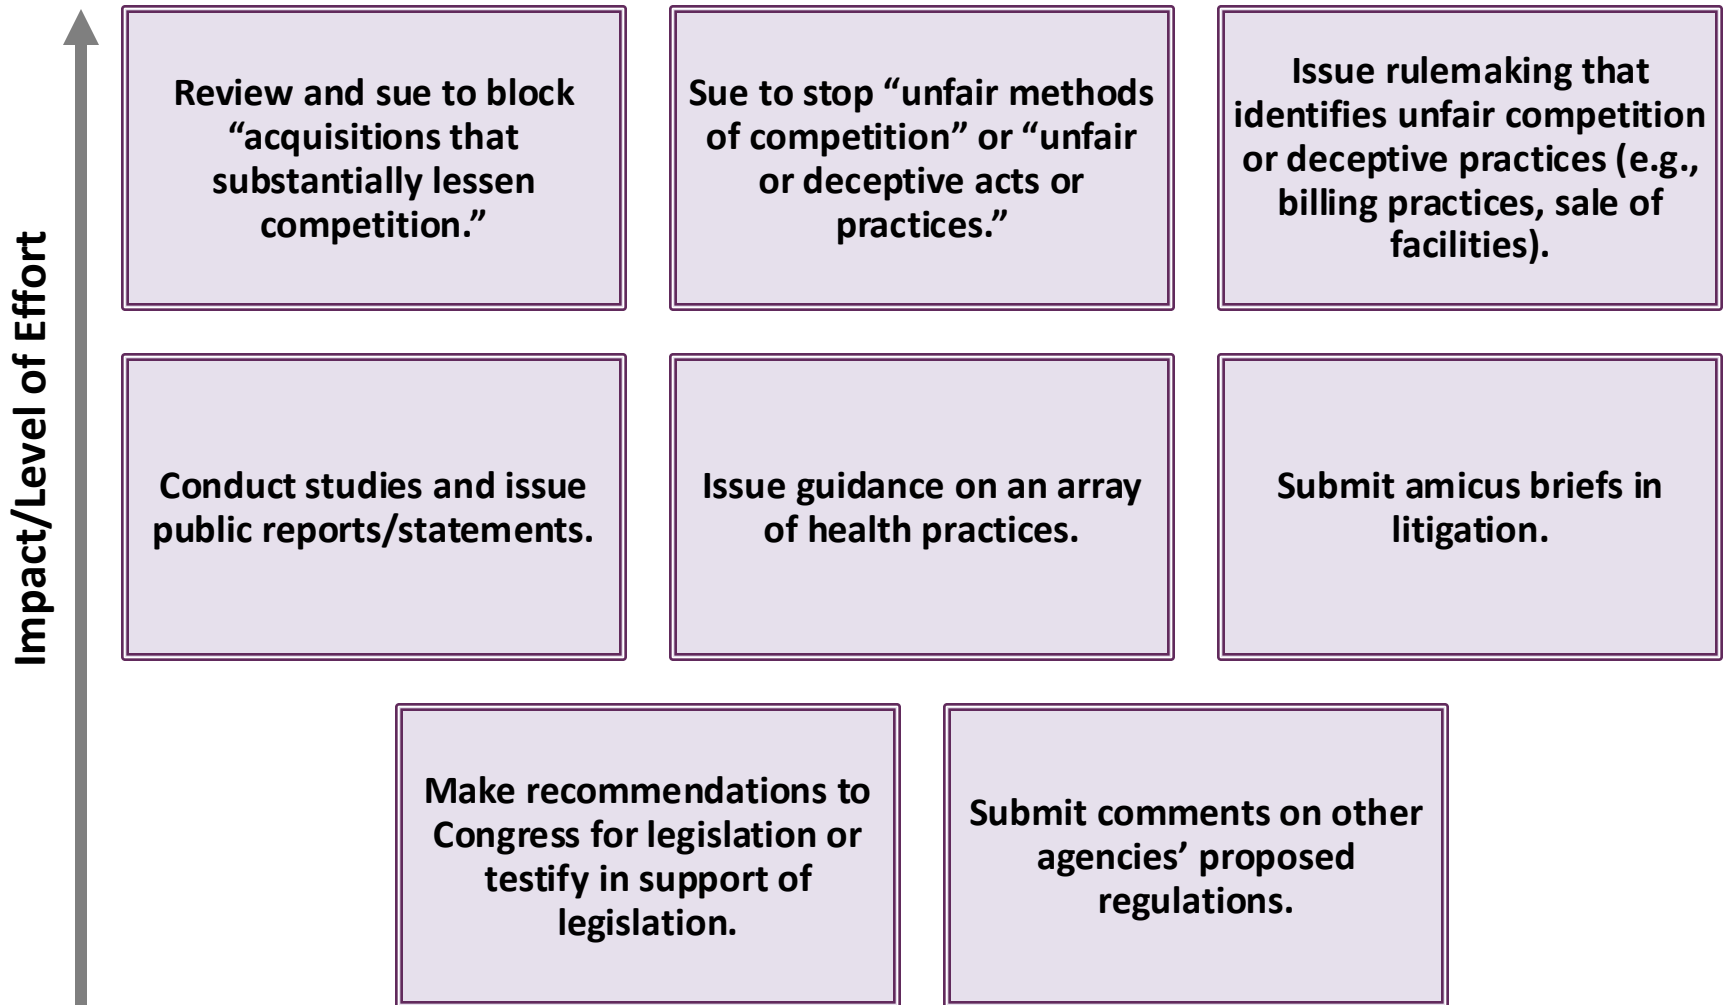 Impact/Level of Effort
Review and sue to block
“acquisitions that
substantially lessen
competition.”
Sue to stop “unfair methods
of competition” or “unfair
or deceptive acts or
practices.”
Issue rulemaking that
identifies unfair competition
or deceptive practices (e.g.,
billing practices, sale of
facilities).
Conduct studies and issue
public reports/statements.
Issue guidance on an array
of health practices.
Submit amicus briefs in
litigation.
Make recommendations to
Congress for legislation or
testify in support of
legislation.
Submit comments on other
agencies’ proposed
regulations.